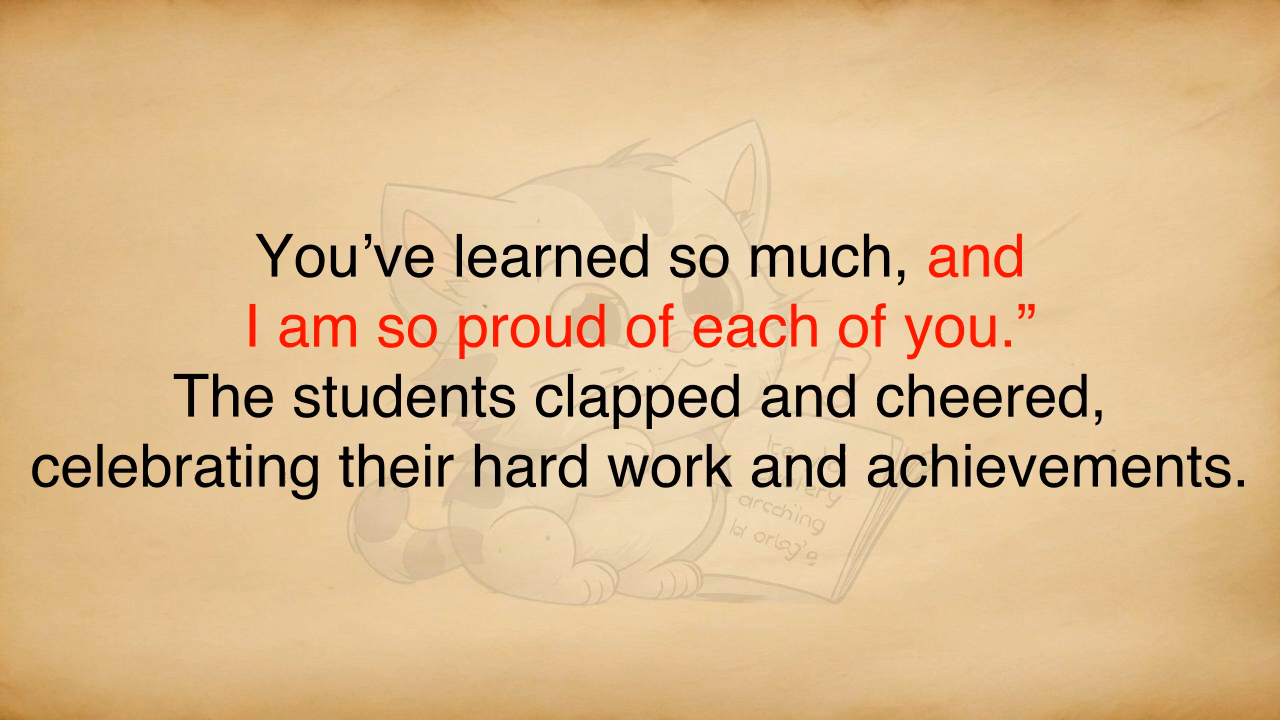 You’ve learned so much, and
I am so proud of each of you.”
The students clapped and cheered,
celebrating their hard work and achievements.